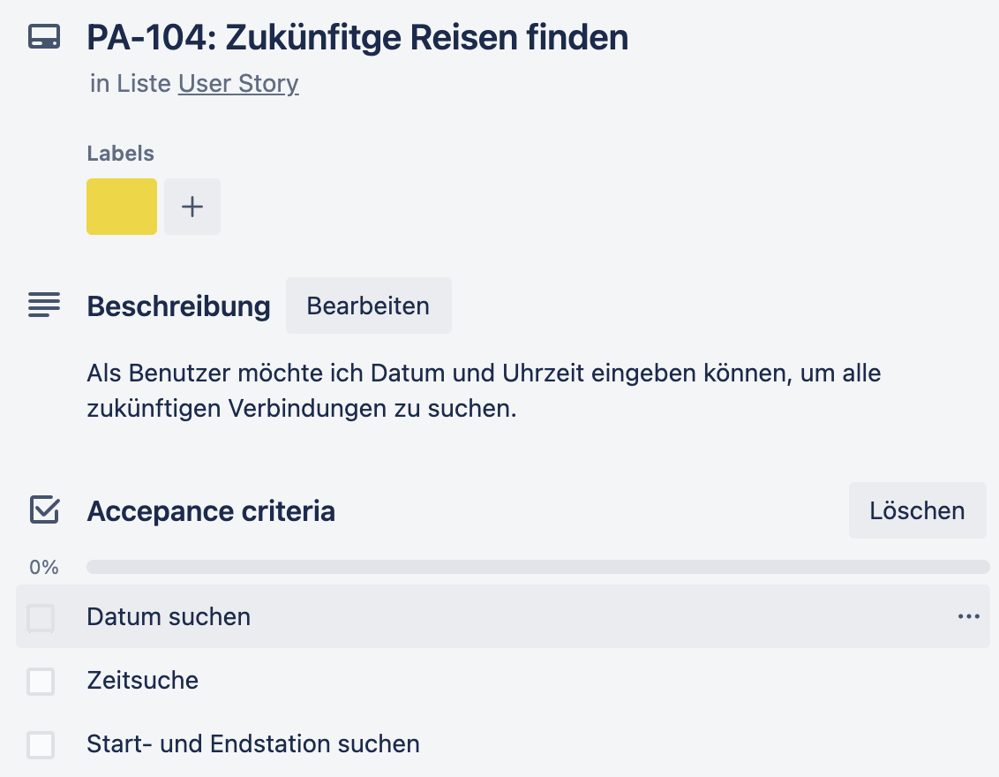 PA-104: Zukünfitge Reisen finden
in Liste User Story
Labels
Beschreibung Bearbeiten
Als Benutzer möchte ich Datum und Uhrzeit eingeben können, um alle
zukünftigen Verbindungen zu suchen.
Accepance criteria Löschen
0%
Datum suchen
Zeitsuche
Start- und Endstation suchen